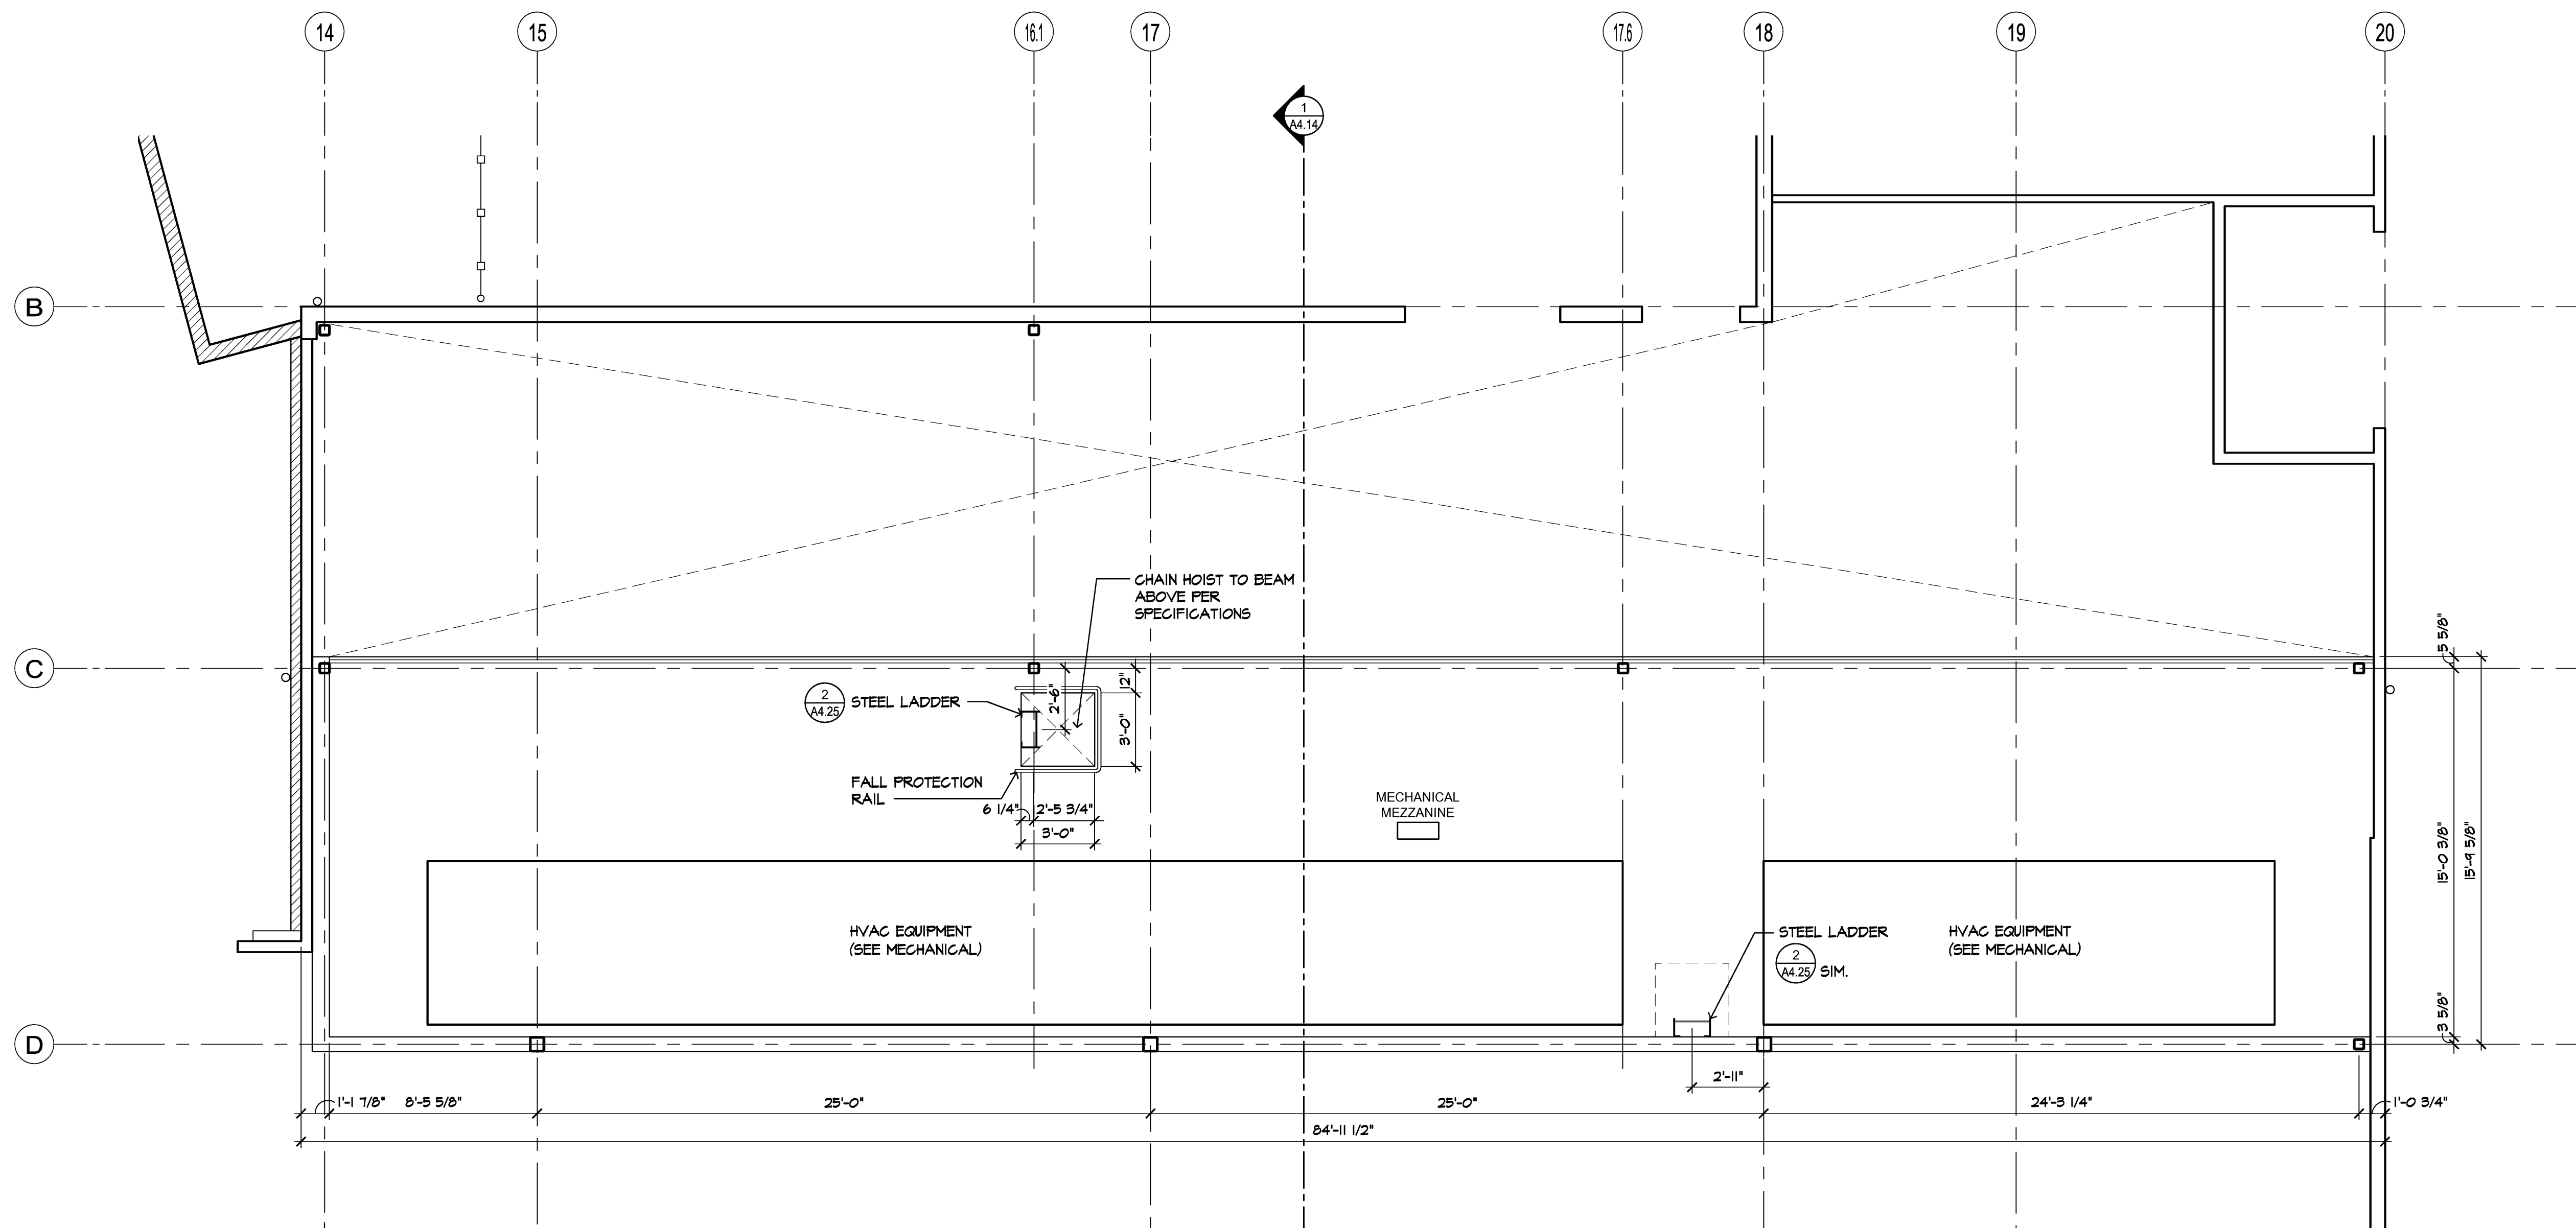 14
15
16.1
17
17.6
18
19
20
1
A4.14
B
CHAIN HOIST TO BEAM
ABOVE PER
SPECIFICATIONS
C
5 5/8"
2
A4.25
STEEL LADDER
2'-6"
12"
3'-0"
FALL PROTECTION
RAIL
6 1/4"
2'-5 3/4"
3'-0"
MECHANICAL
MEZZANINE
15'-0 3/8"
15'-9 5/8"
HVAC EQUIPMENT
(SEE MECHANICAL)
STEEL LADDER
2
A4.25
SIM.
HVAC EQUIPMENT
(SEE MECHANICAL)
3 5/8"
D
2'-11"
1'-1 7/8"
8'-5 5/8"
25'-0"
25'-0"
24'-3 1/4"
1'-0 3/4"
84'-11 1/2"